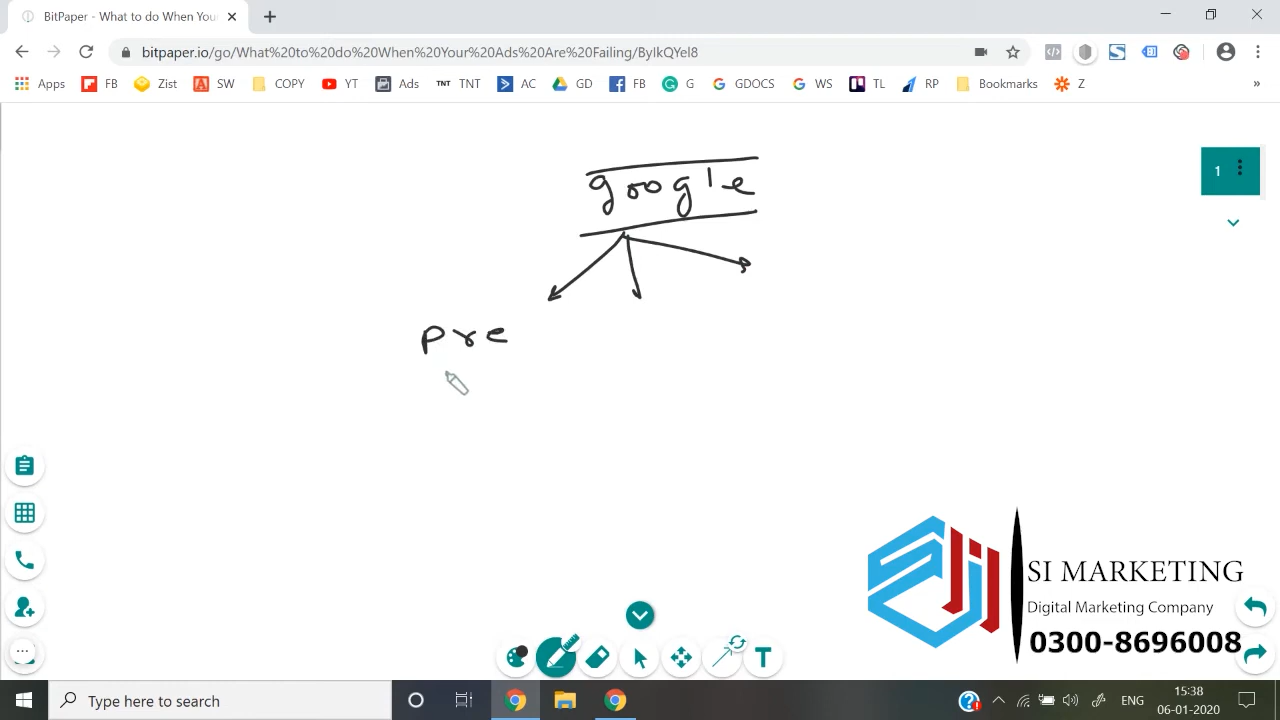 BitPaper - What to do When You
bitpaper.io/go/What%20to%20do%20When%20Your%20Ads%20Are%20Failing/ByIkQYel8
Apps FB Zist SW COPY YT Ads TNT TNT AC GD FB G GDOCS WS TL RP Bookmarks Z »
google
1
pre
SI MARKETING
Digital Marketing Company
0300-8696008
T
Type here to search
ENG
15:38
06-01-2020